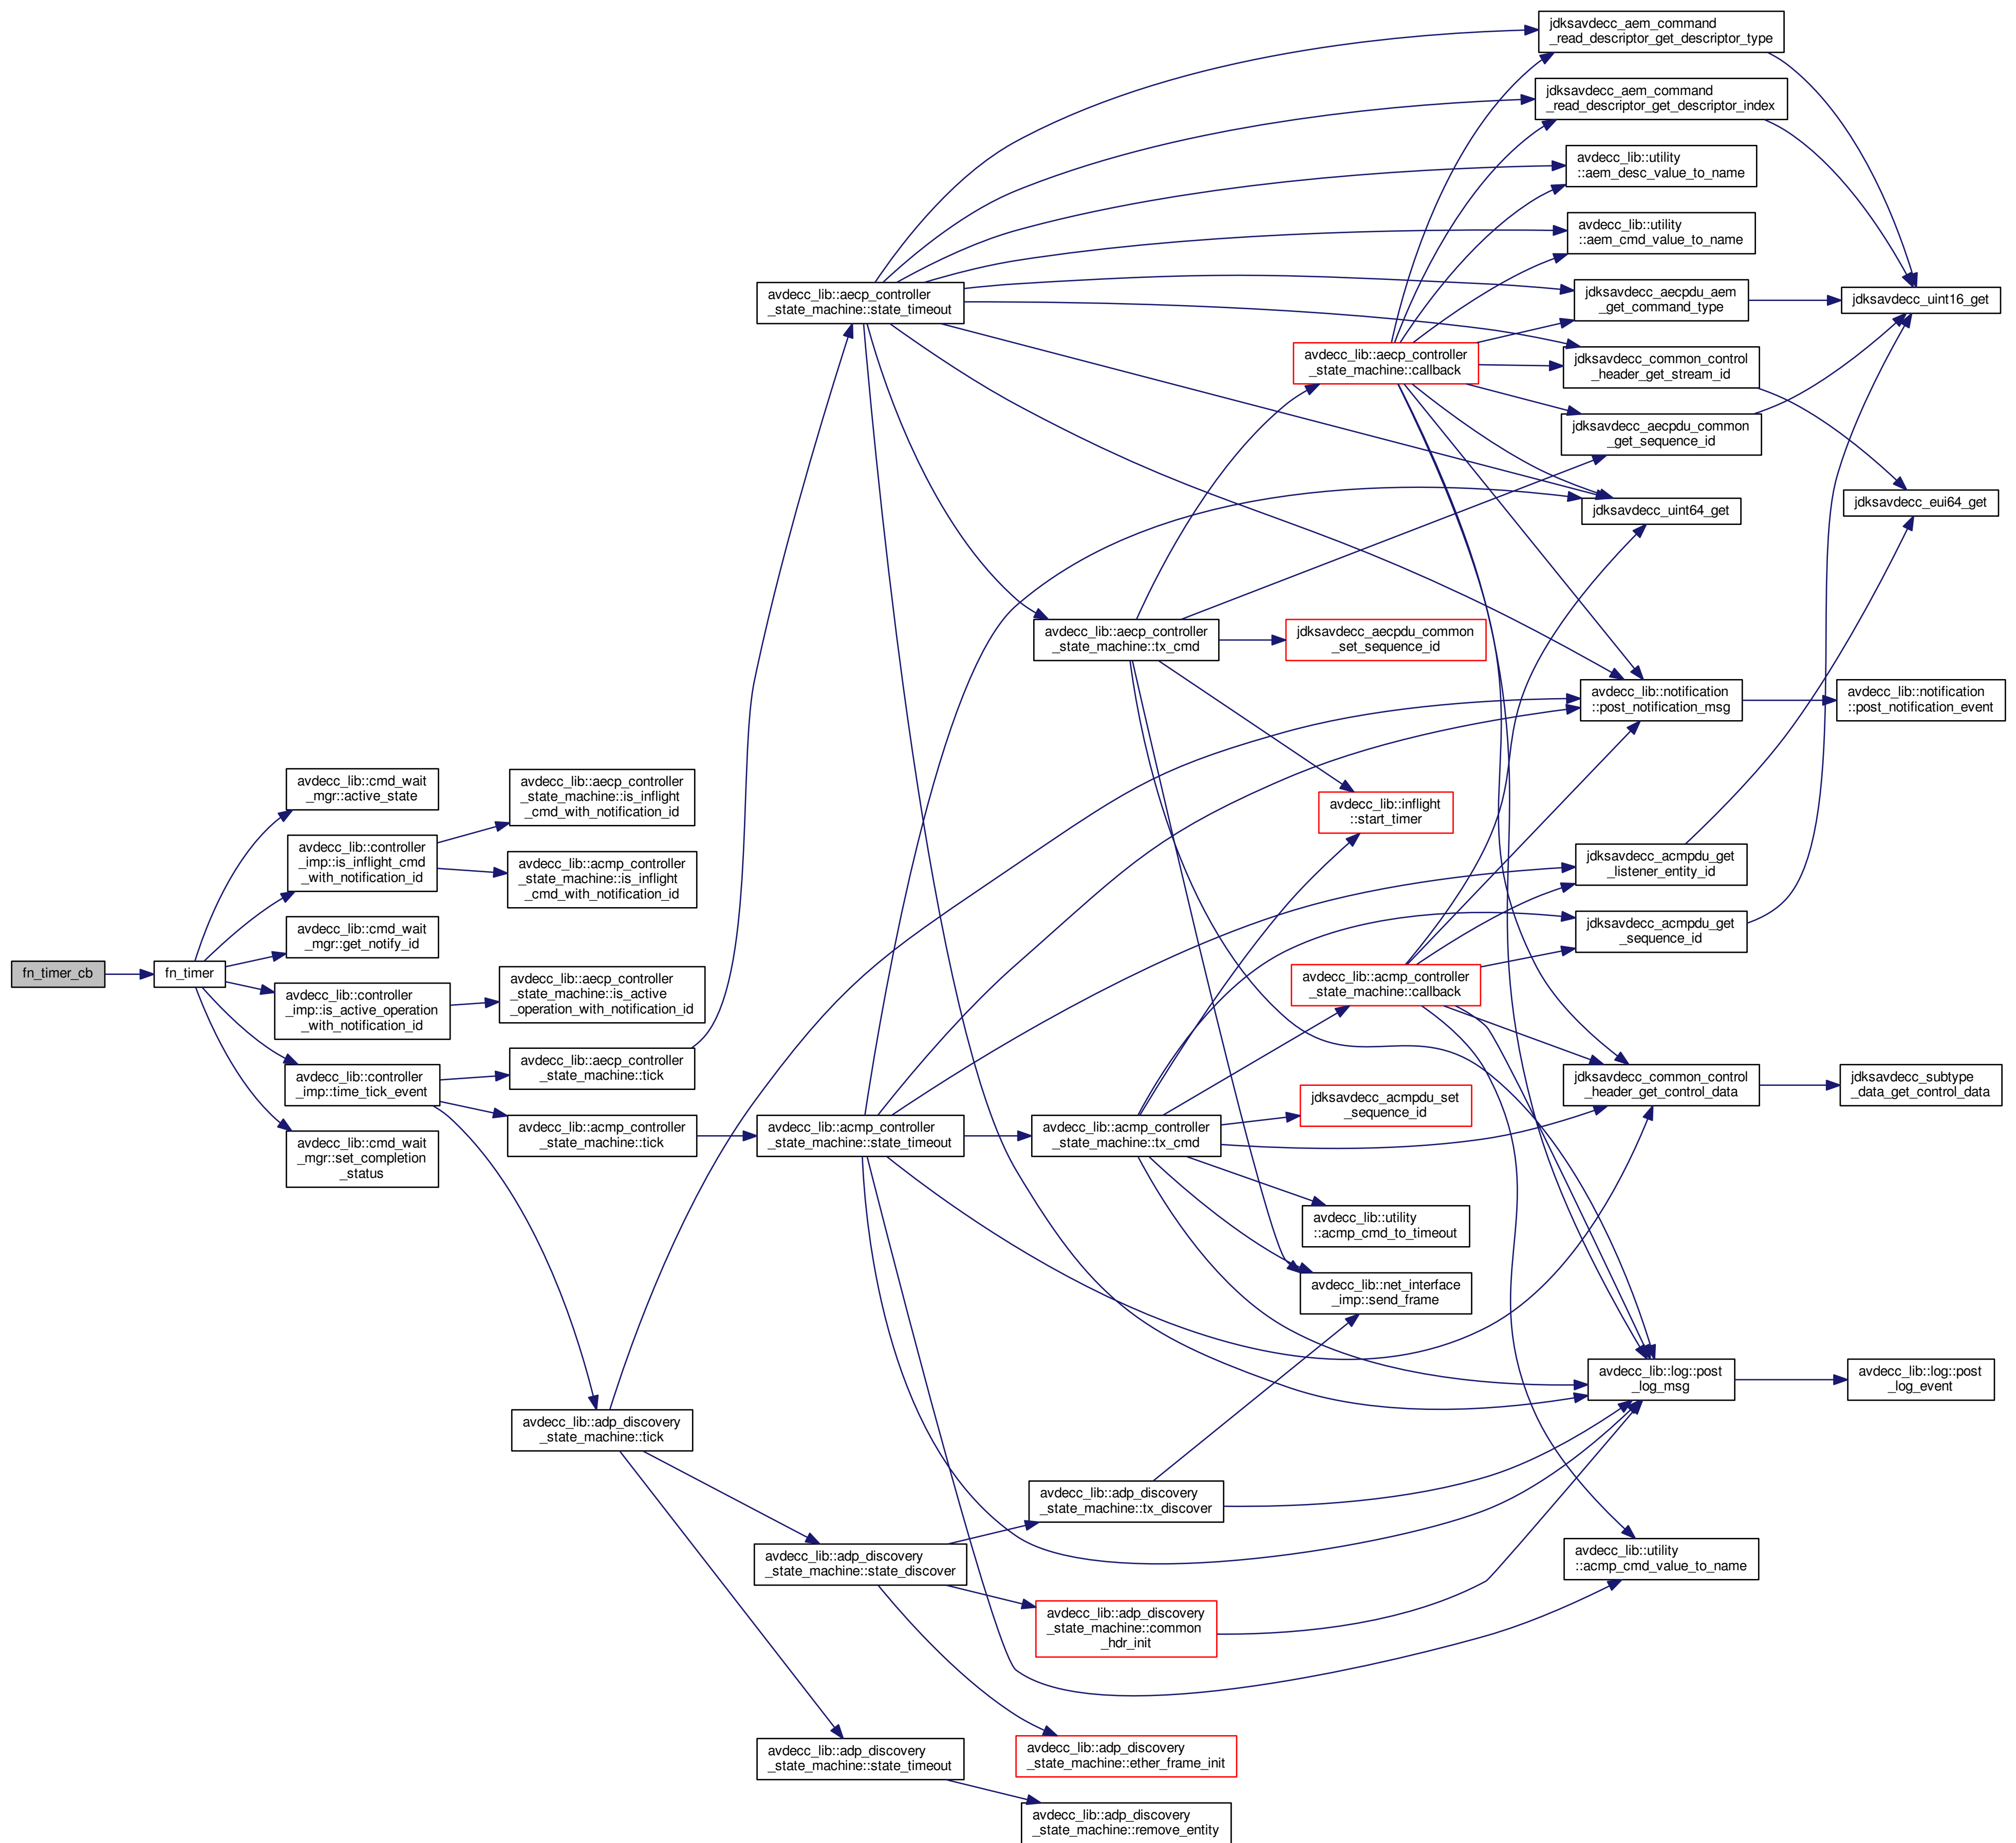 fn_timer_cb
fn_timer
avdecc_lib::cmd_wait
_mgr::active_state
avdecc_lib::controller
_imp::is_inflight_cmd
_with_notification_id
avdecc_lib::cmd_wait
_mgr::get_notify_id
avdecc_lib::controller
_imp::is_active_operation
_with_notification_id
avdecc_lib::controller
_imp::time_tick_event
avdecc_lib::cmd_wait
_mgr::set_completion
_status
avdecc_lib::aecp_controller
_state_machine::is_inflight
_cmd_with_notification_id
avdecc_lib::acmp_controller
_state_machine::is_inflight
_cmd_with_notification_id
avdecc_lib::aecp_controller
_state_machine::is_active
_operation_with_notification_id
avdecc_lib::aecp_controller
_state_machine::tick
avdecc_lib::acmp_controller
_state_machine::tick
avdecc_lib::adp_discovery
_state_machine::tick
avdecc_lib::aecp_controller
_state_machine::state_timeout
avdecc_lib::acmp_controller
_state_machine::state_timeout
avdecc_lib::adp_discovery
_state_machine::state_discover
avdecc_lib::adp_discovery
_state_machine::state_timeout
avdecc_lib::aecp_controller
_state_machine::tx_cmd
avdecc_lib::acmp_controller
_state_machine::tx_cmd
avdecc_lib::adp_discovery
_state_machine::tx_discover
avdecc_lib::adp_discovery
_state_machine::common
_hdr_init
avdecc_lib::adp_discovery
_state_machine::ether_frame_init
avdecc_lib::adp_discovery
_state_machine::remove_entity
avdecc_lib::aecp_controller
_state_machine::callback
jdksavdecc_aecpdu_common
_set_sequence_id
avdecc_lib::inflight
::start_timer
avdecc_lib::acmp_controller
_state_machine::callback
jdksavdecc_acmpdu_set
_sequence_id
avdecc_lib::utility
::acmp_cmd_to_timeout
avdecc_lib::net_interface
_imp::send_frame
jdksavdecc_aem_command
_read_descriptor_get_descriptor_type
jdksavdecc_aem_command
_read_descriptor_get_descriptor_index
avdecc_lib::utility
::aem_desc_value_to_name
avdecc_lib::utility
::aem_cmd_value_to_name
jdksavdecc_aecpdu_aem
_get_command_type
jdksavdecc_common_control
_header_get_stream_id
jdksavdecc_aecpdu_common
_get_sequence_id
jdksavdecc_uint64_get
avdecc_lib::notification
::post_notification_msg
jdksavdecc_acmpdu_get
_listener_entity_id
jdksavdecc_acmpdu_get
_sequence_id
jdksavdecc_common_control
_header_get_control_data
avdecc_lib::log::post
_log_msg
avdecc_lib::utility
::acmp_cmd_value_to_name
jdksavdecc_uint16_get
jdksavdecc_eui64_get
avdecc_lib::notification
::post_notification_event
jdksavdecc_subtype
_data_get_control_data
avdecc_lib::log::post
_log_event